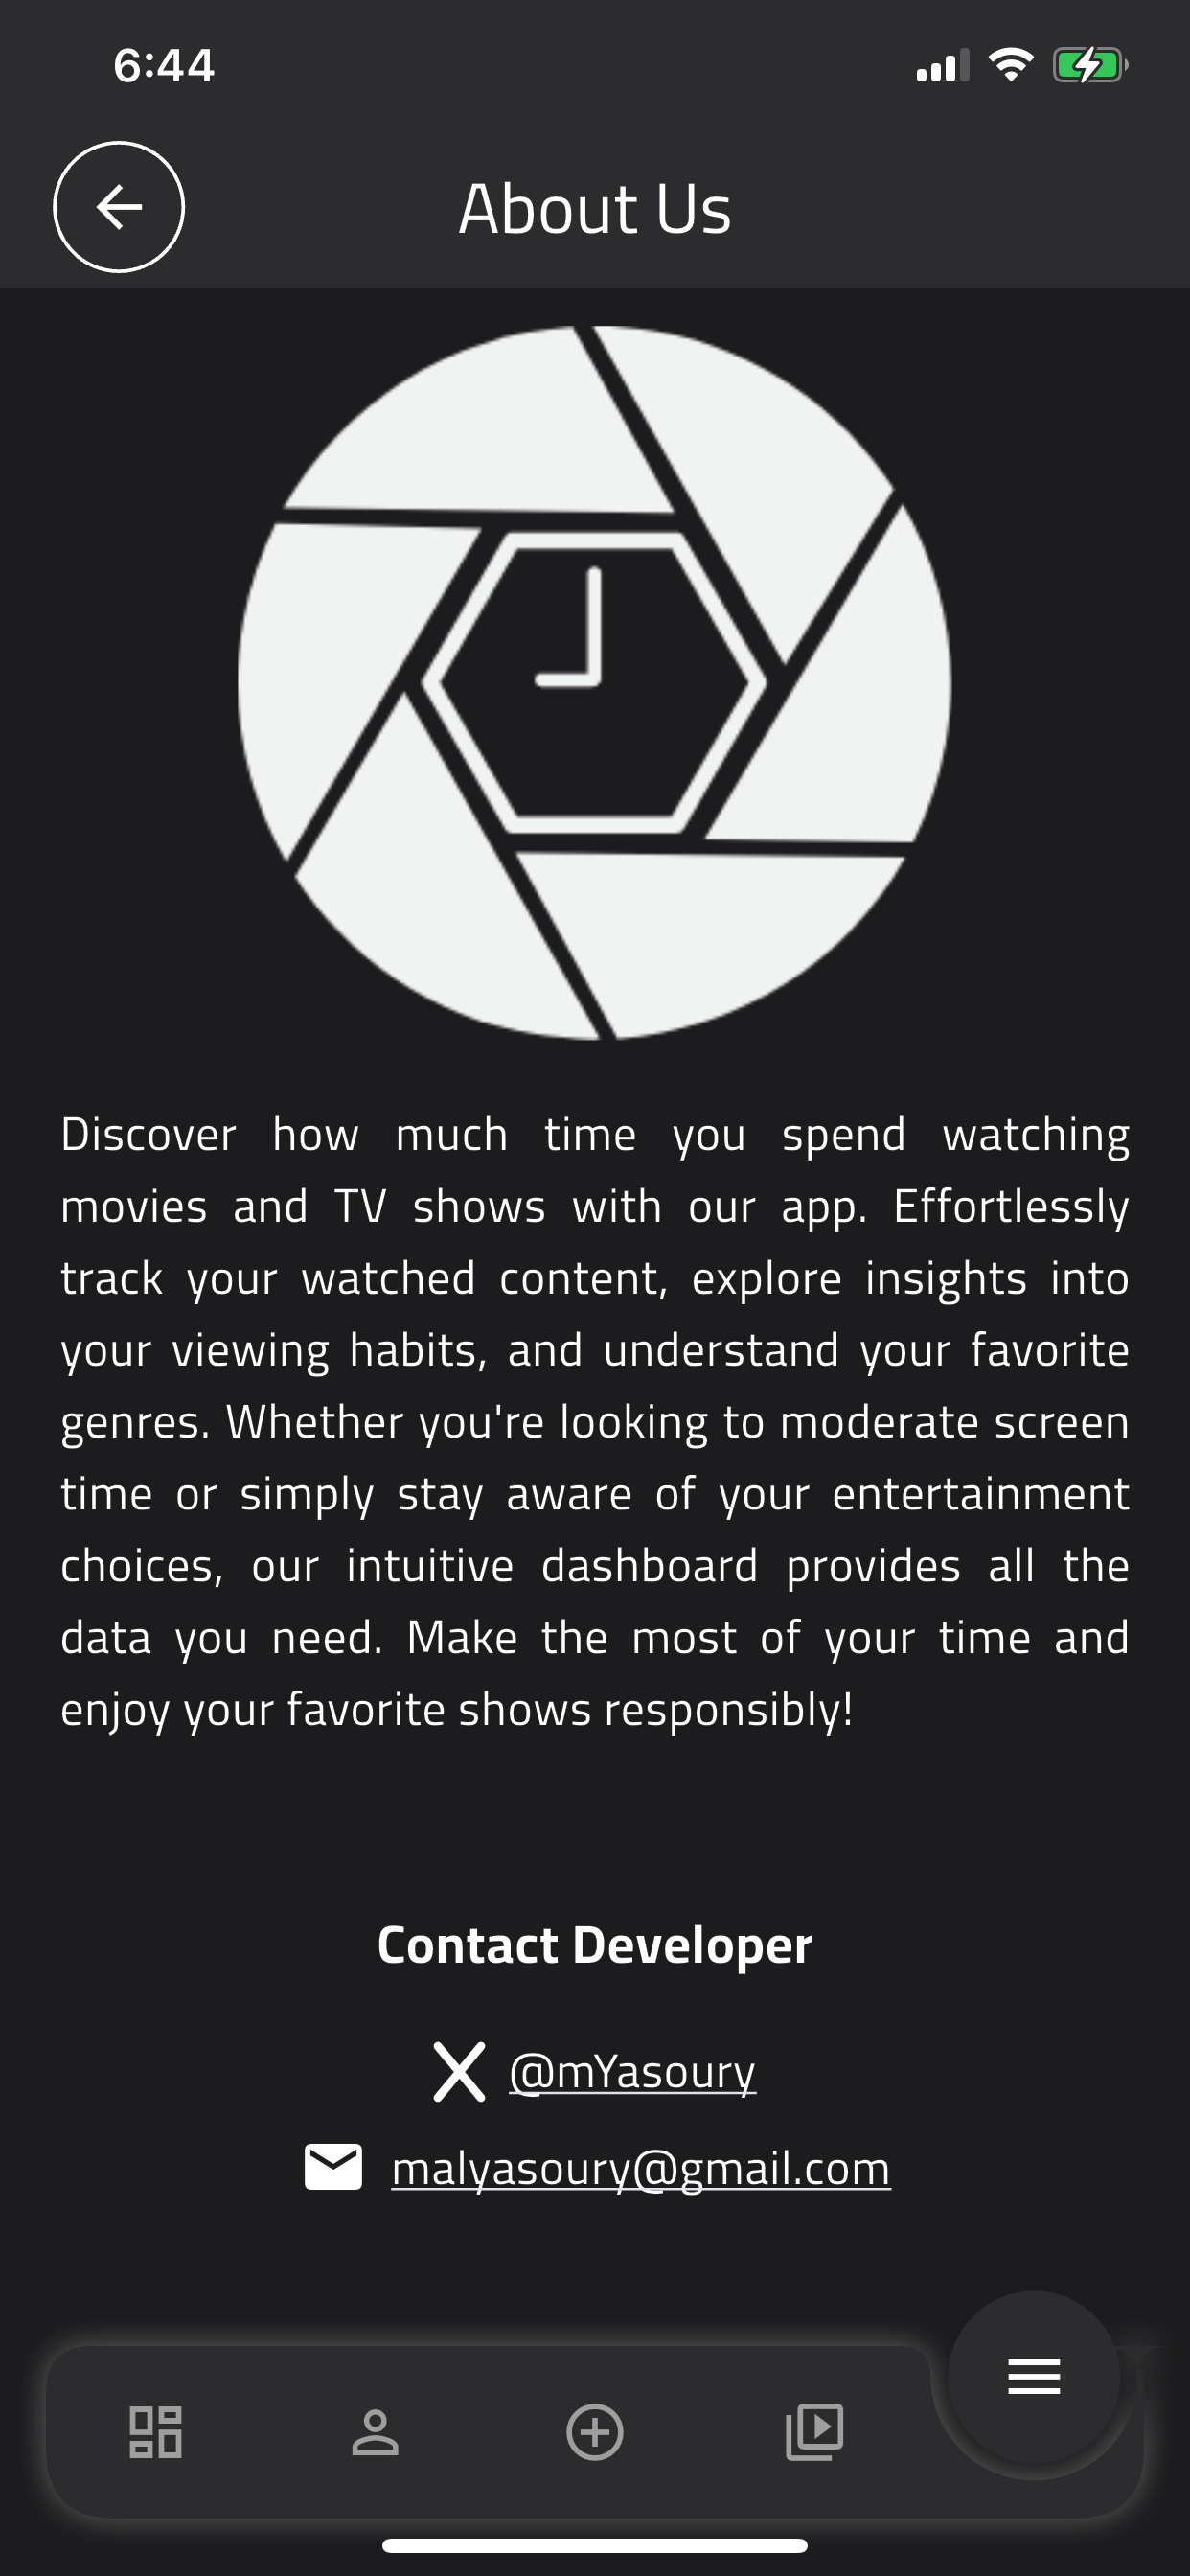 6:44
About Us
Discover how much time you spend watching
movies and TV shows with our app. Effortlessly
track your watched content, explore insights into
your viewing habits, and understand your favorite
genres. Whether you're looking to moderate screen
time or simply stay aware of your entertainment
choices, our intuitive dashboard provides all the
data you need. Make the most of your time and
enjoy your favorite shows responsibly!
Contact Developer
@mYasoury
malyasoury@gmail.com